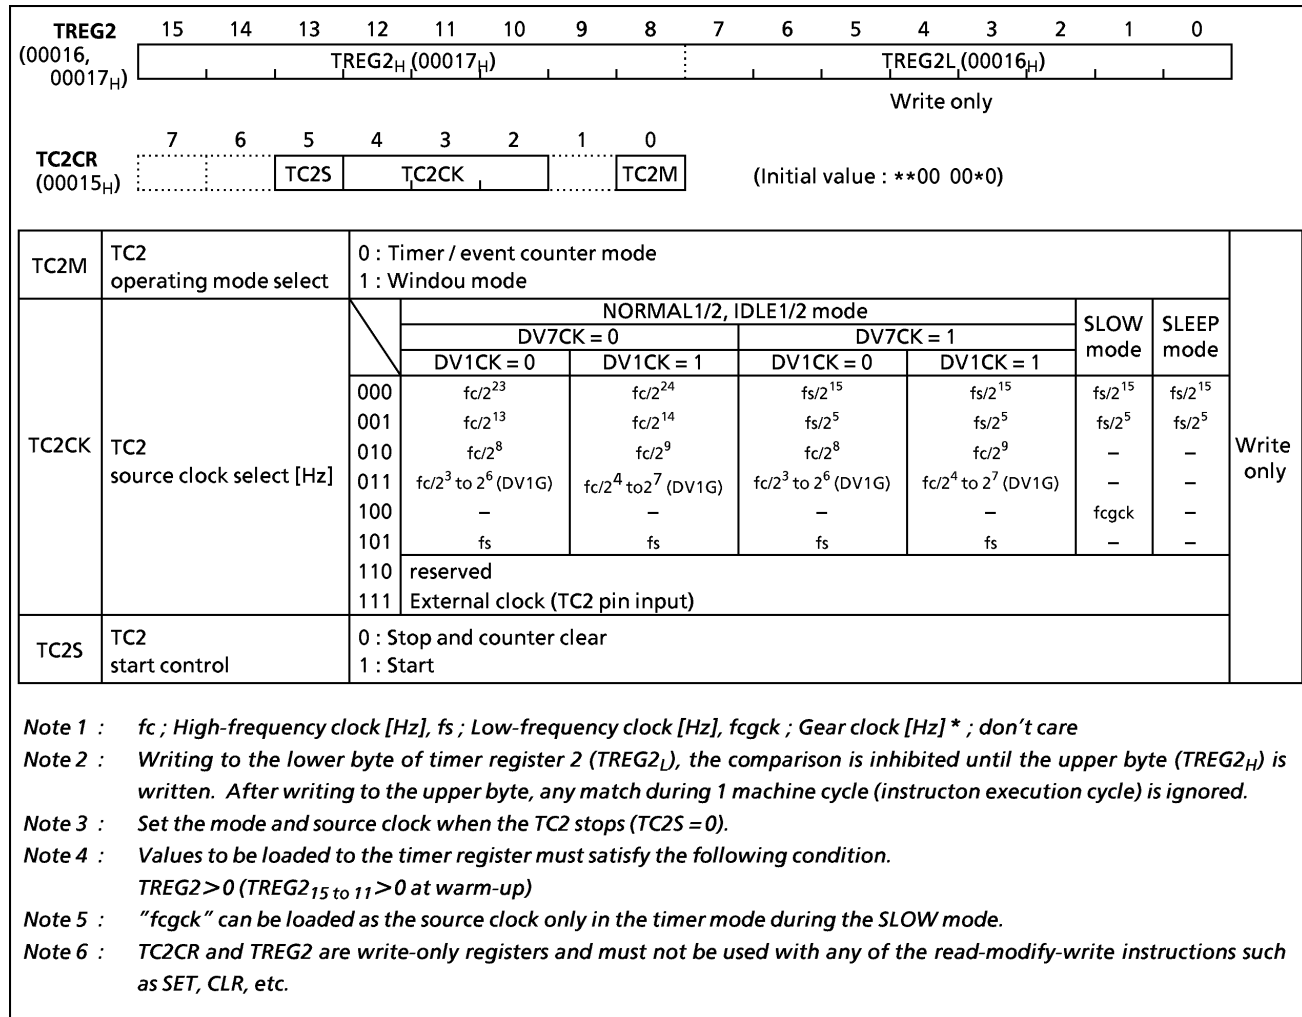 TREG2 15 14 13 12 11 10 9 8 7 6 5 4 3 2 1 0
(00016, 00017H) TREG2H (00017H) TREG2L (00016H)
Write only
TC2CR 7 6 5 4 3 2 1 0
(00015H) TC2S TC2CK TC2M (Initial value : **00 00*0)
TC2M TC2 operating mode select 0 : Timer / event counter mode
1 : Windou mode
Write only
TC2CK TC2 source clock select [Hz]
NORMAL1/2, IDLE1/2 mode SLOW mode SLEEP mode
DV7CK = 0 DV7CK = 1
DV1CK = 0 DV1CK = 1 DV1CK = 0 DV1CK = 1
000 fc/2^23 fc/2^24 fs/2^15 fs/2^15 fs/2^15 fs/2^15
001 fc/2^13 fc/2^14 fs/2^5 fs/2^5 fs/2^5 fs/2^5
010 fc/2^8 fc/2^9 fc/2^8 fc/2^9 – –
011 fc/2^3 to 2^6 (DV1G) fc/2^4 to2^7 (DV1G) fc/2^3 to 2^6 (DV1G) fc/2^4 to 2^7 (DV1G) – –
100 – – – – fcgck –
101 fs fs fs fs – –
110 reserved
111 External clock (TC2 pin input)
TC2S TC2 start control 0 : Stop and counter clear
1 : Start
Note 1 : fc ; High-frequency clock [Hz], fs ; Low-frequency clock [Hz], fcgck ; Gear clock [Hz] * ; don't care
Note 2 : Writing to the lower byte of timer register 2 (TREG2L), the comparison is inhibited until the upper byte (TREG2H) is
written. After writing to the upper byte, any match during 1 machine cycle (instructon execution cycle) is ignored.
Note 3 : Set the mode and source clock when the TC2 stops (TC2S = 0).
Note 4 : Values to be loaded to the timer register must satisfy the following condition.
TREG2 > 0 (TREG215 to 11 > 0 at warm-up)
Note 5 : "fcgck" can be loaded as the source clock only in the timer mode during the SLOW mode.
Note 6 : TC2CR and TREG2 are write-only registers and must not be used with any of the read-modify-write instructions such
as SET, CLR, etc.